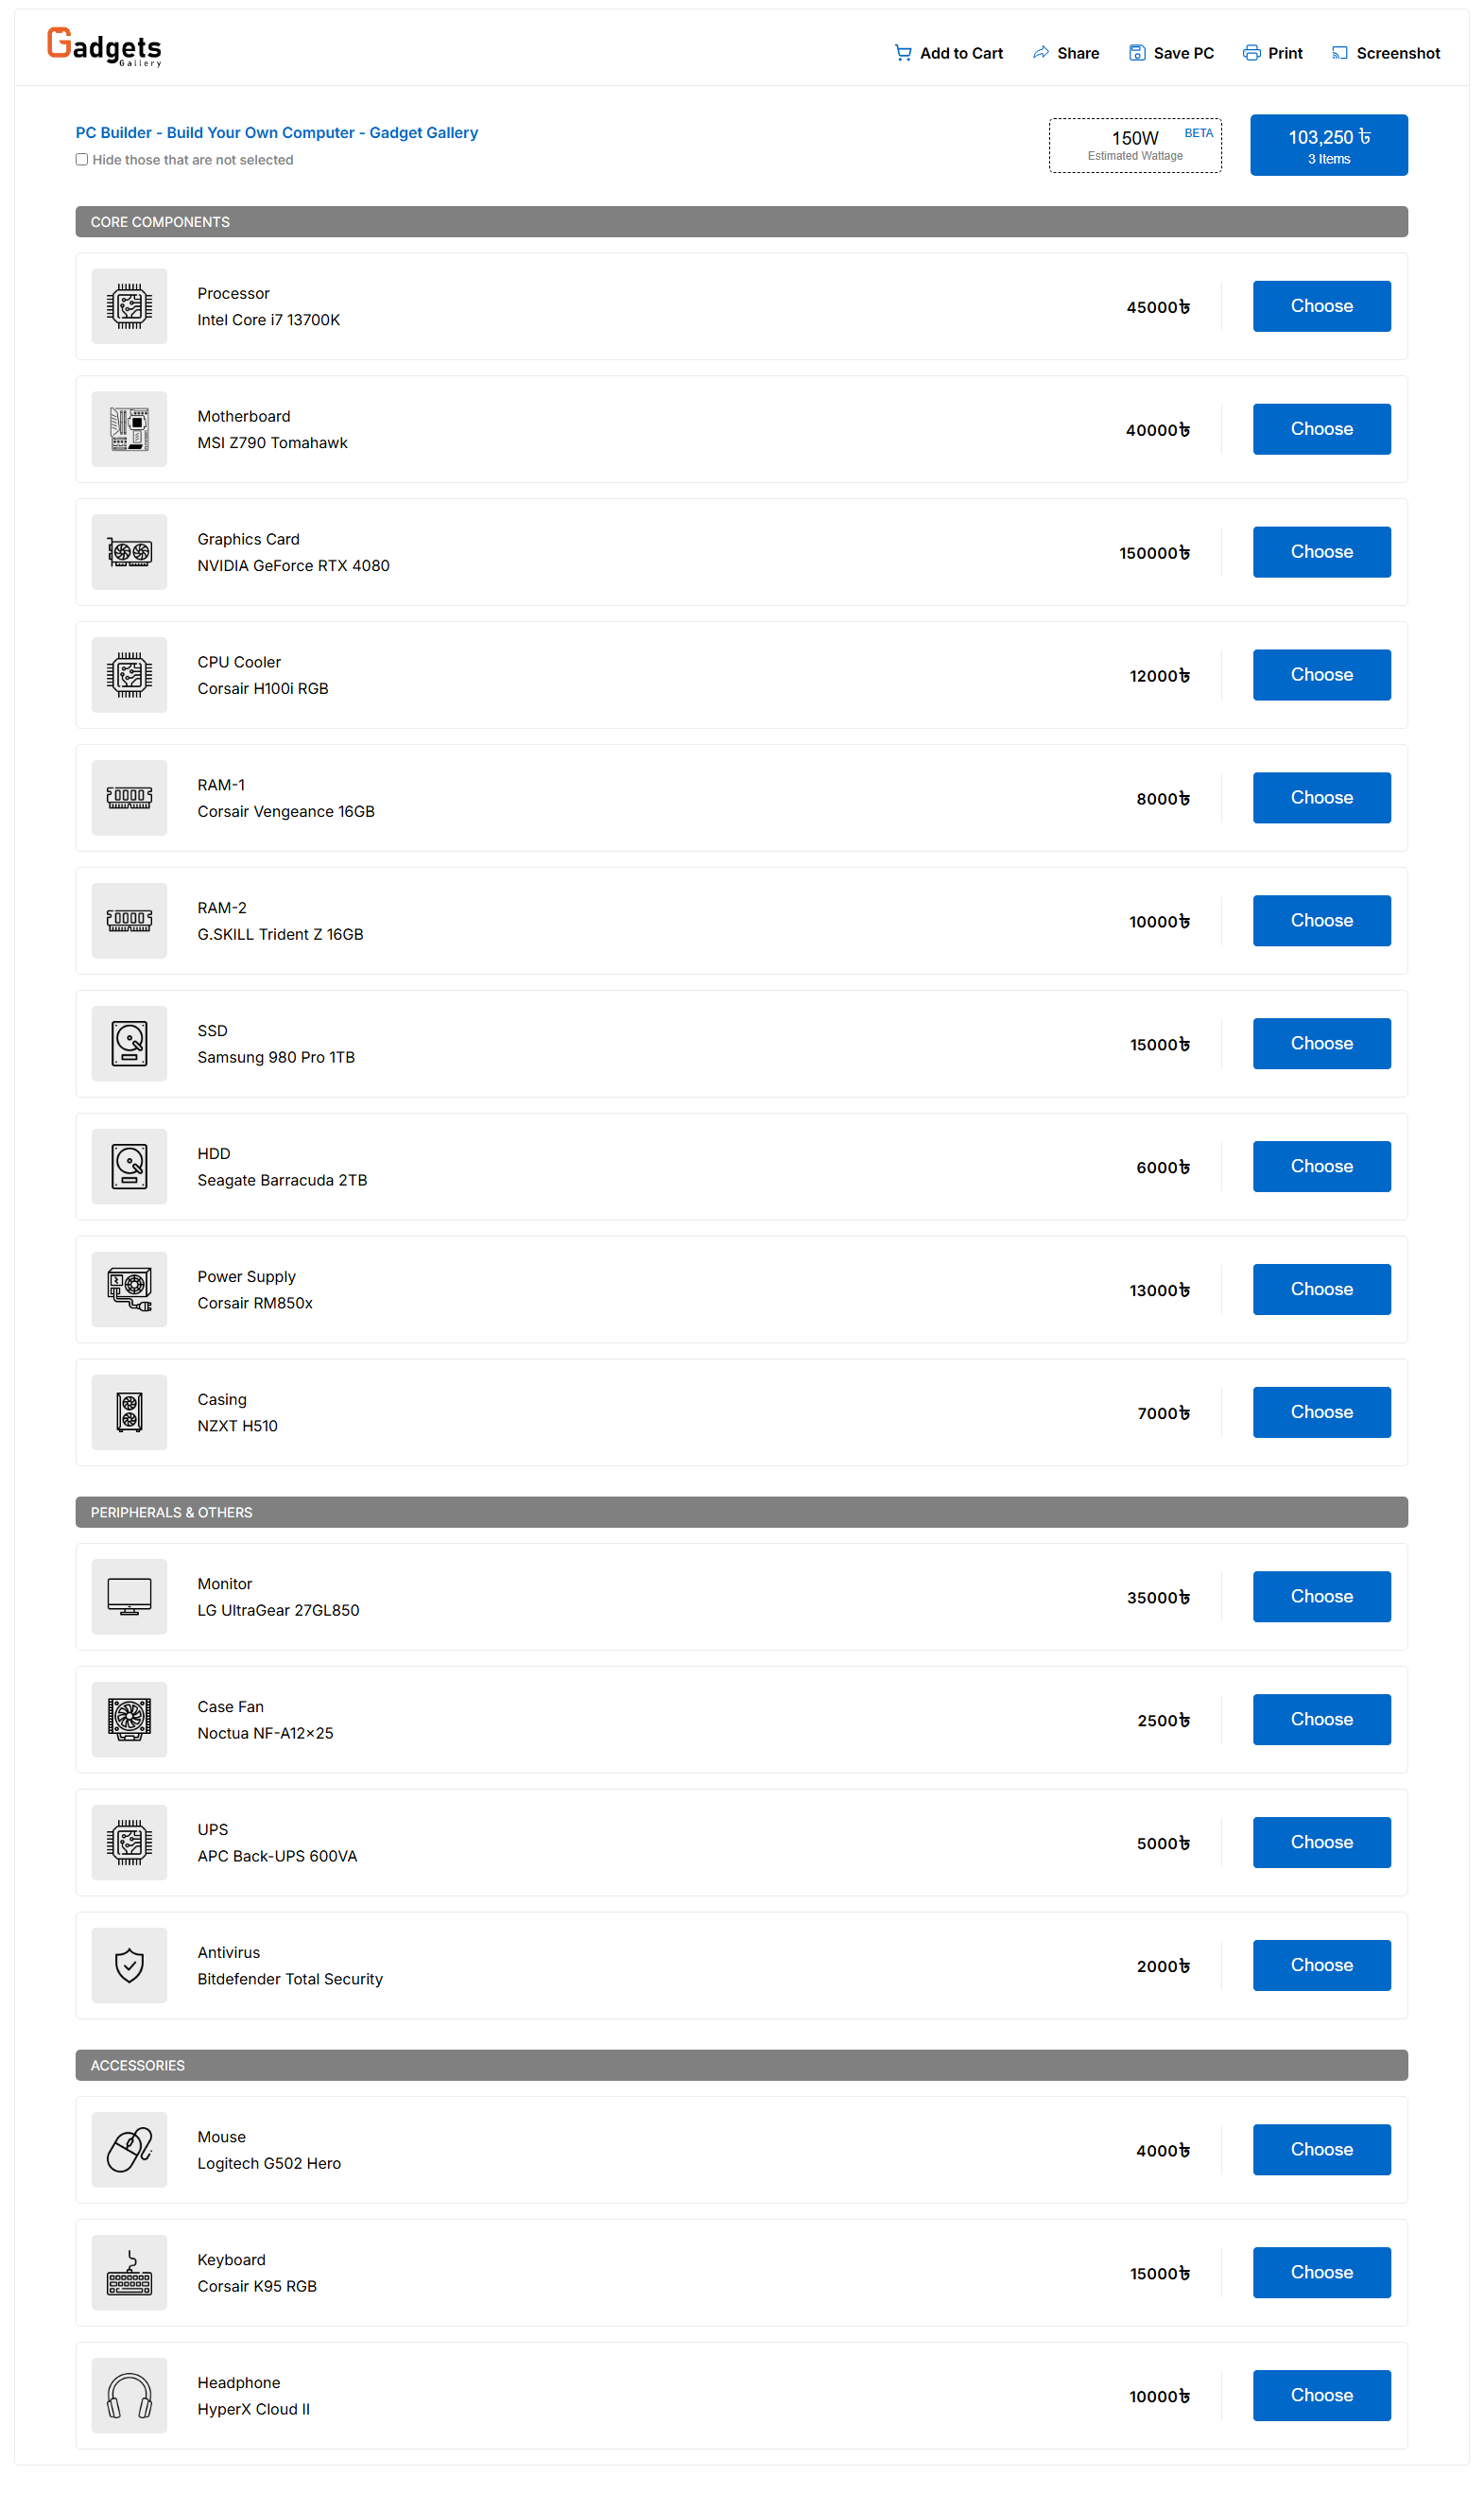 Gadgets
Gallery
Add to Cart
Share
Save PC
Print
Screenshot
PC Builder - Build Your Own Computer - Gadget Gallery
Hide those that are not selected
150W
BETA
Estimated Wattage
103,250 ৳
3 Items
CORE COMPONENTS
Processor
Intel Core i7 13700K
45000৳
Choose
Motherboard
MSI Z790 Tomahawk
40000৳
Choose
Graphics Card
NVIDIA GeForce RTX 4080
150000৳
Choose
CPU Cooler
Corsair H100i RGB
12000৳
Choose
RAM-1
Corsair Vengeance 16GB
8000৳
Choose
RAM-2
G.SKILL Trident Z 16GB
10000৳
Choose
SSD
Samsung 980 Pro 1TB
15000৳
Choose
HDD
Seagate Barracuda 2TB
6000৳
Choose
Power Supply
Corsair RM850x
13000৳
Choose
Casing
NZXT H510
7000৳
Choose
PERIPHERALS & OTHERS
Monitor
LG UltraGear 27GL850
35000৳
Choose
Case Fan
Noctua NF-A12×25
2500৳
Choose
UPS
APC Back-UPS 600VA
5000৳
Choose
Antivirus
Bitdefender Total Security
2000৳
Choose
ACCESSORIES
Mouse
Logitech G502 Hero
4000৳
Choose
Keyboard
Corsair K95 RGB
15000৳
Choose
Headphone
HyperX Cloud II
10000৳
Choose